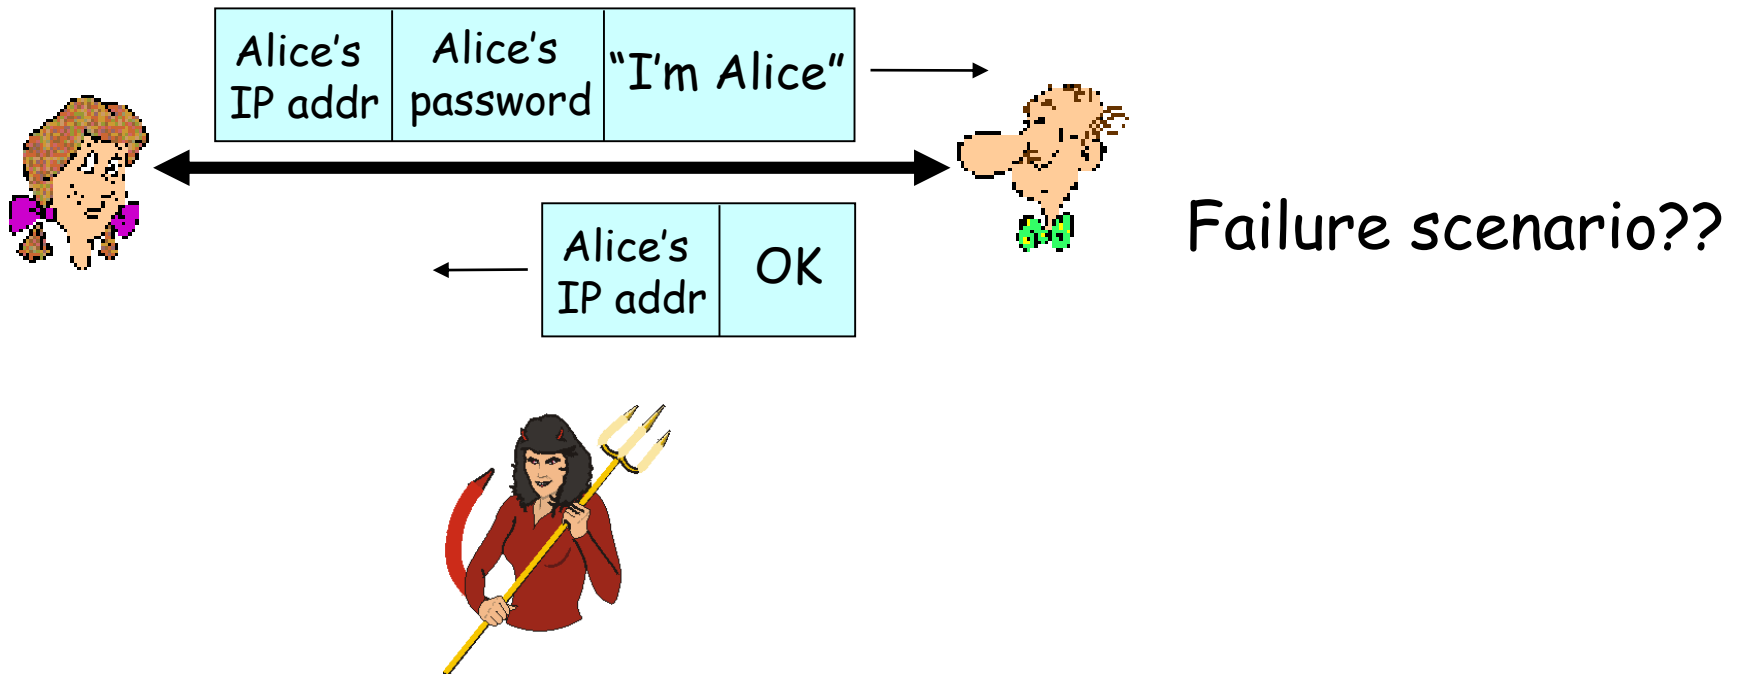 Alice’s
IP addr
Alice’s
password
“I’m Alice”
Alice’s
IP addr
OK
Failure scenario??